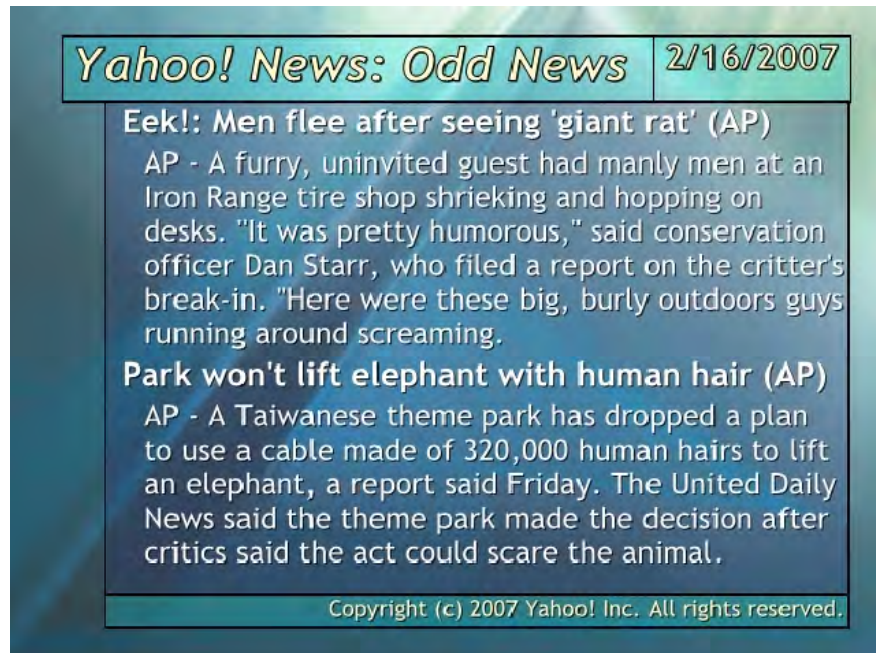 Yahoo! News: Odd News
2/16/2007
Eek!: Men flee after seeing 'giant rat' (AP)
AP - A furry, uninvited guest had manly men at an
Iron Range tire shop shrieking and hopping on
desks. "It was pretty humorous," said conservation
officer Dan Starr, who filed a report on the critter's
break-in. "Here were these big, burly outdoors guys
running around screaming.
Park won't lift elephant with human hair (AP)
AP - A Taiwanese theme park has dropped a plan
to use a cable made of 320,000 human hairs to lift
an elephant, a report said Friday. The United Daily
News said the theme park made the decision after
critics said the act could scare the animal.
Copyright (c) 2007 Yahoo! Inc. All rights reserved.